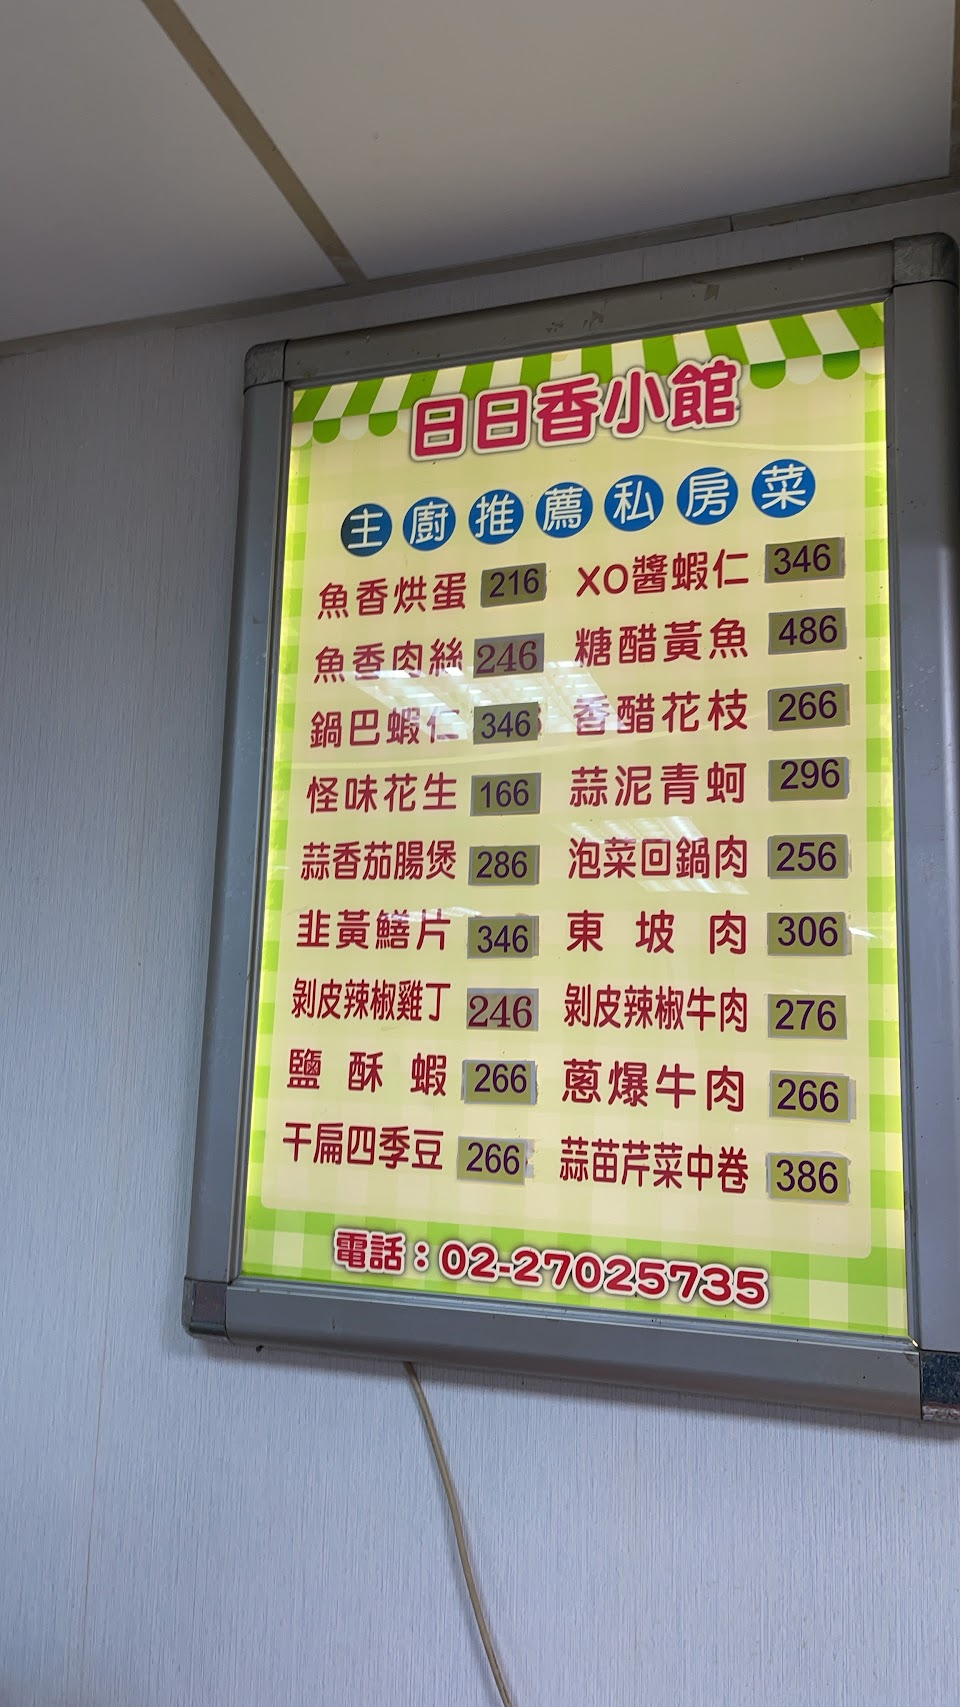 日日香小館
主廚推薦私房菜
魚香烘蛋 216 XO醬蝦仁 346
魚香肉絲 246 糖醋黃魚 486
鍋巴蝦仁 346 香醋花枝 266
怪味花生 166 蒜泥青蚵 296
蒜香茄腸煲 286 泡菜回鍋肉 256
韭黃鱔片 346 東坡肉 306
剝皮辣椒雞丁 246 剝皮辣椒牛肉 276
鹽酥蝦 266 蔥爆牛肉 266
干扁四季豆 266 蒜苗芹菜中卷 386
電話：02-27025735